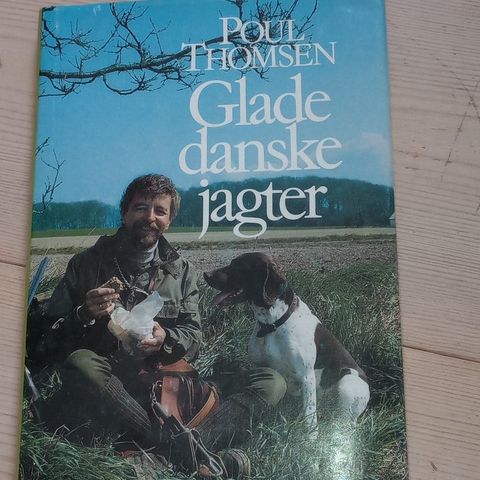 POUL
THOMSEN
Glade
danske
jagter